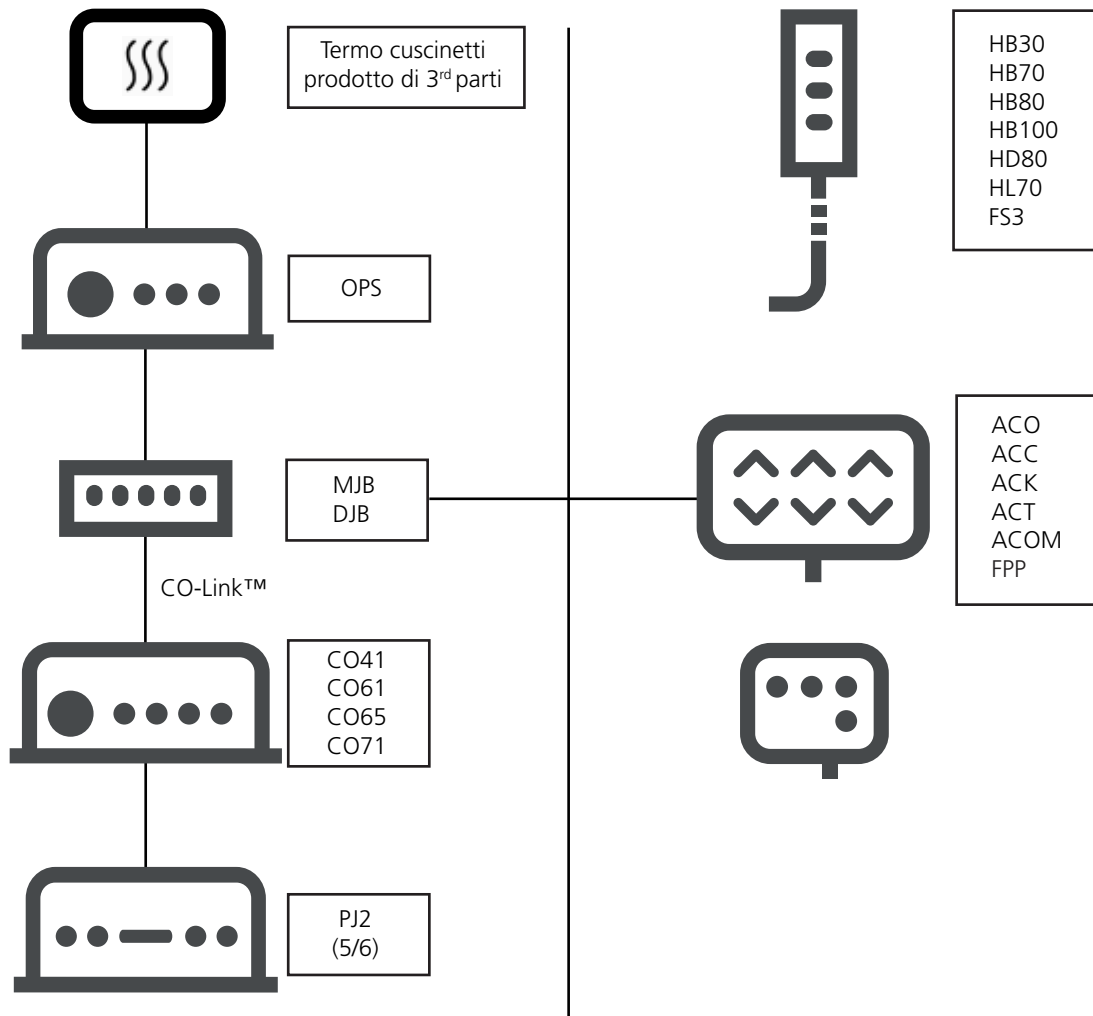 Termo cuscinetti
prodotto di 3rd parti
OPS
MJB
DJB
CO-Link™
CO41
CO61
CO65
CO71
PJ2
(5/6)
HB30
HB70
HB80
HB100
HD80
HL70
FS3
ACO
ACC
ACK
ACT
ACOM
FPP